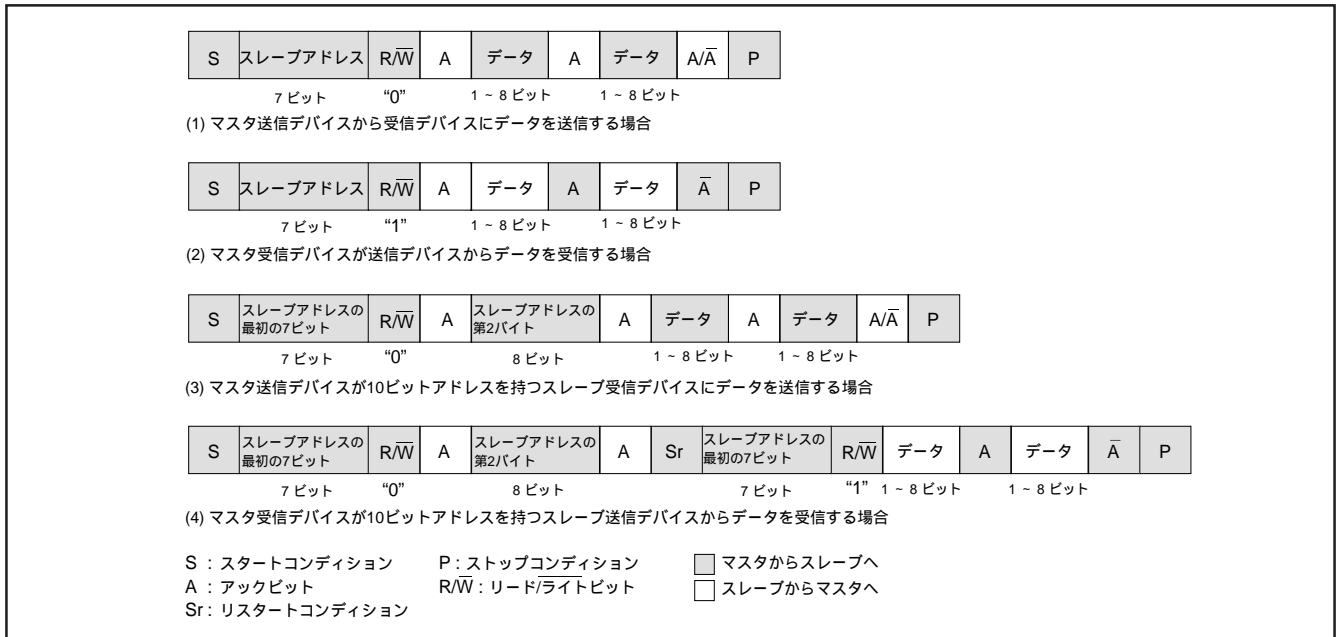 S スレーブアドレス R/W̅ A データ A データ A/A̅ P
7 ビット “0” 1 ~ 8 ビット 1 ~ 8 ビット
(1) マスタ送信デバイスから受信デバイスにデータを送信する場合
S スレーブアドレス R/W̅ A データ A データ A̅ P
7 ビット “1” 1 ~ 8 ビット 1 ~ 8 ビット
(2) マスタ受信デバイスが送信デバイスからデータを受信する場合
S スレーブアドレスの最初の7ビット R/W̅ A スレーブアドレスの第2バイト A データ A データ A/A̅ P
7 ビット “0” 8 ビット 1 ~ 8 ビット 1 ~ 8 ビット
(3) マスタ送信デバイスが10ビットアドレスを持つスレーブ受信デバイスにデータを送信する場合
S スレーブアドレスの最初の7ビット R/W̅ A スレーブアドレスの第2バイト A Sr スレーブアドレスの最初の7ビット R/W̅ データ A データ A̅ P
7 ビット “0” 8 ビット 7 ビット “1” 1 ~ 8 ビット 1 ~ 8 ビット
(4) マスタ受信デバイスが10ビットアドレスを持つスレーブ送信デバイスからデータを受信する場合
S : スタートコンディション P : ストップコンディション マスタからスレーブへ
A : アックビット R/W̅ : リード/ラ̅イ̅ト̅ビット スレーブからマスタへ
Sr : リスタートコンディション